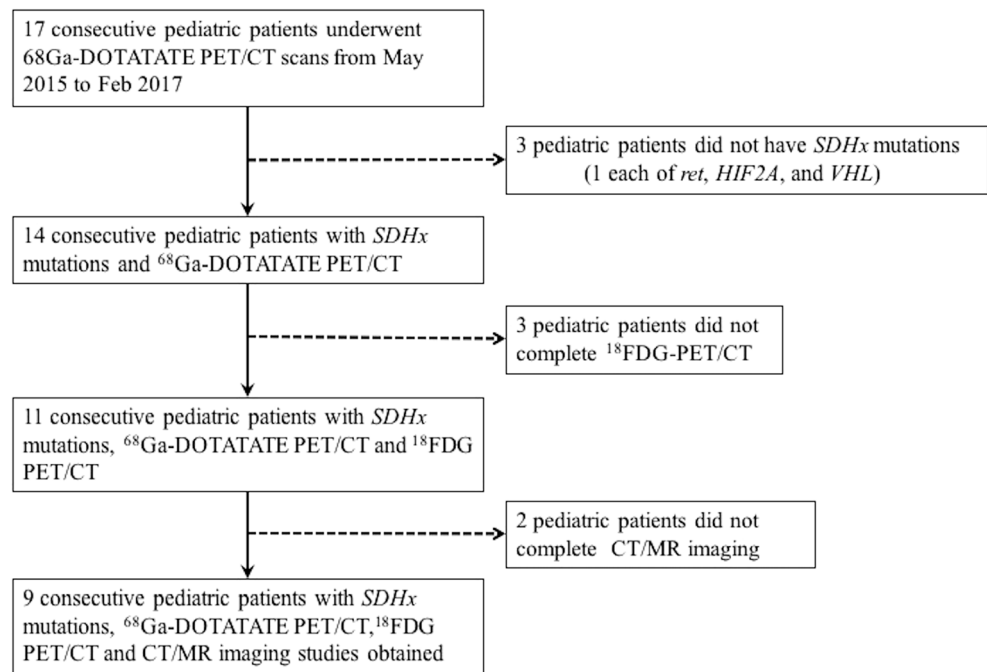 17 consecutive pediatric patients underwent
68Ga-DOTATATE PET/CT scans from May
2015 to Feb 2017
3 pediatric patients did not have SDHx mutations
(1 each of ret, HIF2A, and VHL)
14 consecutive pediatric patients with SDHx
mutations and ⁶⁸Ga-DOTATATE PET/CT
3 pediatric patients did not
complete ¹⁸FDG-PET/CT
11 consecutive pediatric patients with SDHx
mutations, ⁶⁸Ga-DOTATATE PET/CT and ¹⁸FDG
PET/CT
2 pediatric patients did not
complete CT/MR imaging
9 consecutive pediatric patients with SDHx
mutations, ⁶⁸Ga-DOTATATE PET/CT,¹⁸FDG
PET/CT and CT/MR imaging studies obtained